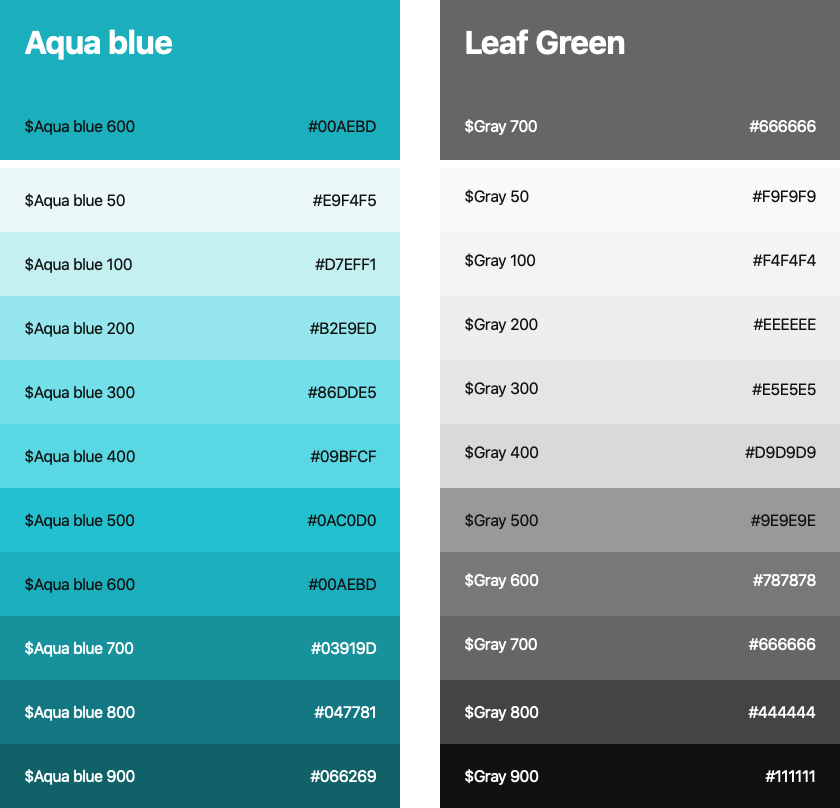 Aqua blue
$Aqua blue 600 #00AEBD
$Aqua blue 50 #E9F4F5
$Aqua blue 100 #D7EFF1
$Aqua blue 200 #B2E9ED
$Aqua blue 300 #86DDE5
$Aqua blue 400 #09BFCF
$Aqua blue 500 #0AC0D0
$Aqua blue 600 #00AEBD
$Aqua blue 700 #03919D
$Aqua blue 800 #047781
$Aqua blue 900 #066269
Leaf Green
$Gray 700 #666666
$Gray 50 #F9F9F9
$Gray 100 #F4F4F4
$Gray 200 #EEEEEE
$Gray 300 #E5E5E5
$Gray 400 #D9D9D9
$Gray 500 #9E9E9E
$Gray 600 #787878
$Gray 700 #666666
$Gray 800 #444444
$Gray 900 #111111